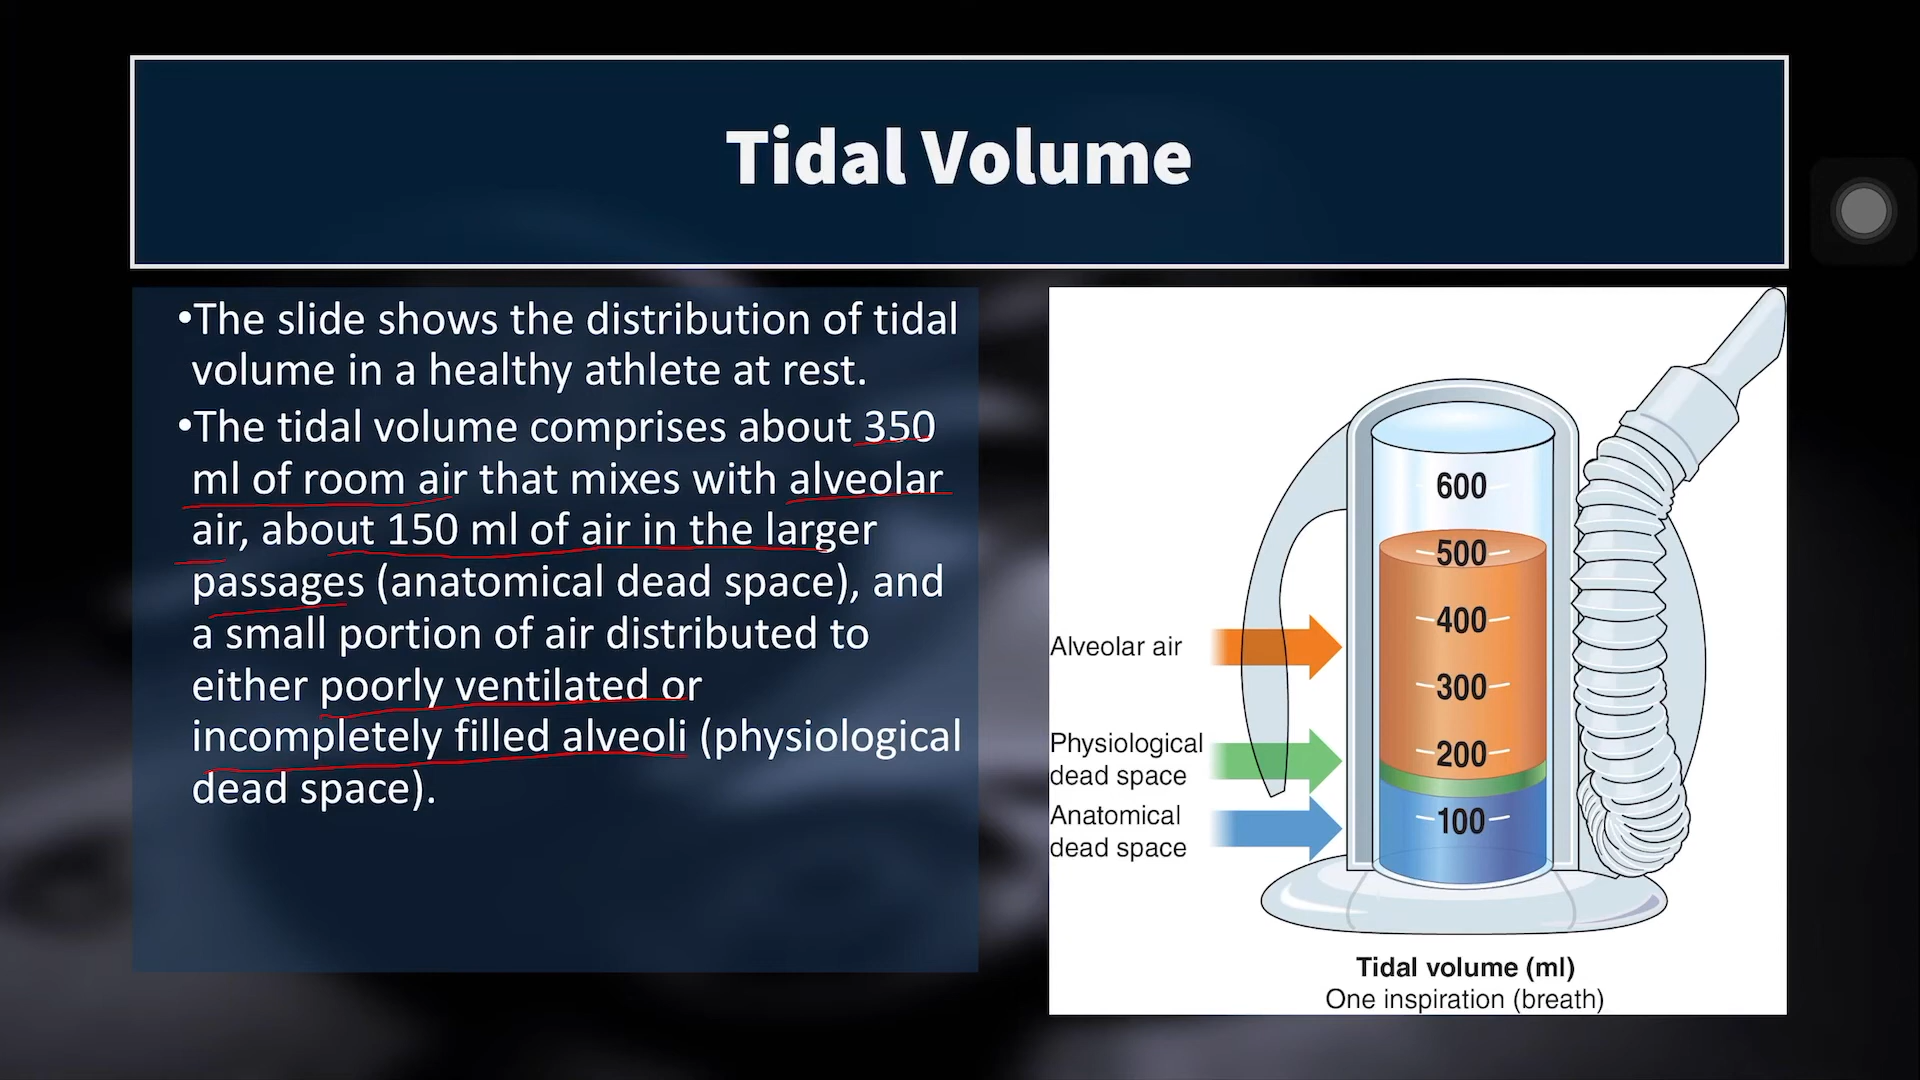 Tidal Volume
•The slide shows the distribution of tidal
volume in a healthy athlete at rest.
•The tidal volume comprises about 350
ml of room air that mixes with alveolar
air, about 150 ml of air in the larger
passages (anatomical dead space), and
a small portion of air distributed to
either poorly ventilated or
incompletely filled alveoli (physiological
dead space).
600
500
400
300
200
100
Alveolar air
Physiological
dead space
Anatomical
dead space
Tidal volume (ml)
One inspiration (breath)